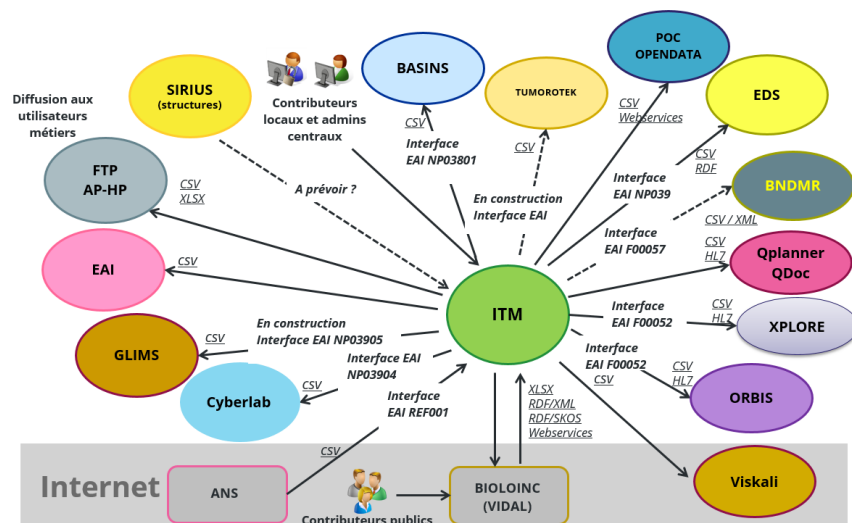 POC
OPENDATA
SIRIUS
(structures)
BASINS
TUMOROTEK
EDS
Diffusion aux
utilisateurs
métiers
Contributeurs
locaux et admins
centraux
CSV
Webservices
CSV
Interface
EAI NP03801
CSV
CSV
RDF
FTP
AP-HP
CSV
XLSX
A prévoir ?
En construction
Interface EAI
Interface
EAI NP039
BNDMR
CSV / XML
Interface
EAI F00057
EAI
CSV
CSV
HL7
Qplanner
QDoc
ITM
Interface
EAI F00052
CSV
HL7
XPLORE
En construction
Interface EAI NP03905
GLIMS
CSV
Interface EAI
NP03904
Interface
EAI F00052
CSV
CSV
HL7
Cyberlab
CSV
Interface
EAI REF001
XLSX
RDF/XML
RDF/SKOS
Webservices
ORBIS
CSV
Internet
ANS
BIOLOINC
(VIDAL)
Viskali
Contributeurs publics